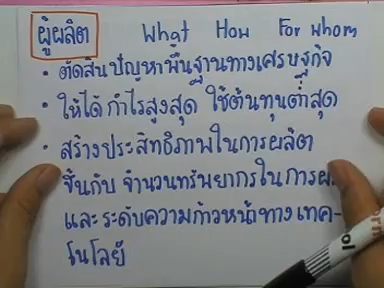 ผู้ผลิต What How For whom
• ตัดสินปัญหาพื้นฐานทางเศรษฐกิจ
• ให้ได้กำไรสูงสุด ใช้ต้นทุนต่ำสุด
• สร้างประสิทธิภาพในการผลิต
ขึ้นกับ จำนวนทรัพยากรในการ
และระดับความก้าวหน้าทางเทค-
โนโลยี